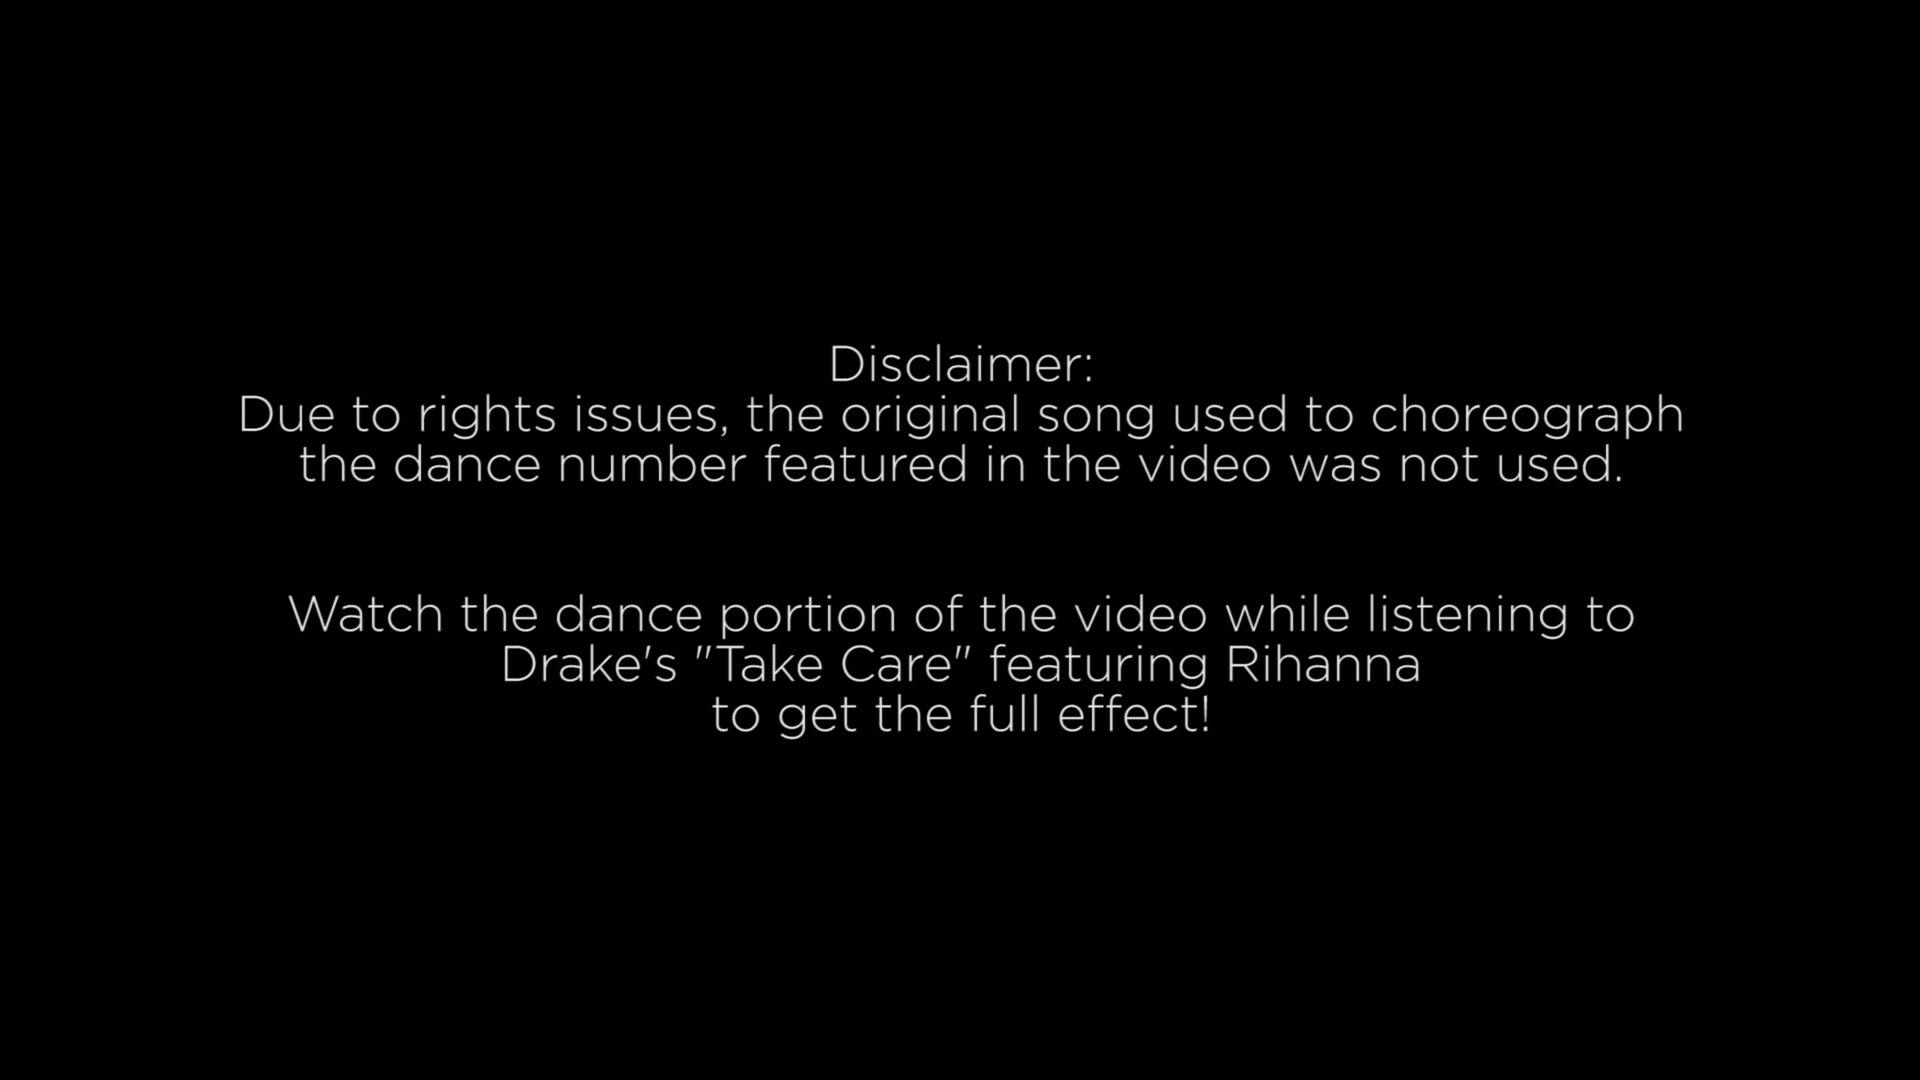 Disclaimer:
Due to rights issues, the original song used to choreograph
the dance number featured in the video was not used.
Watch the dance portion of the video while listening to
Drake's "Take Care" featuring Rihanna
to get the full effect!